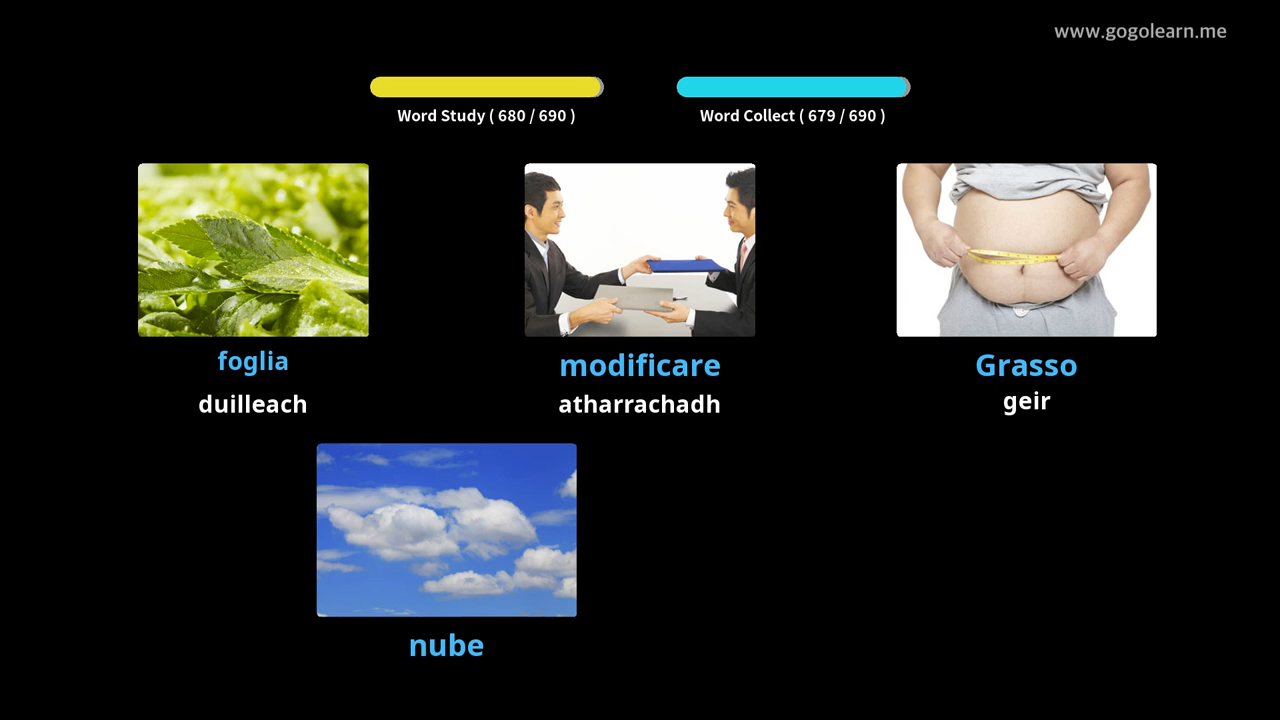 www.gogolearn.me
Word Study ( 680 / 690 )
Word Collect ( 679 / 690 )
foglia
modificare
Grasso
duilleach
atharrachadh
geir
nube